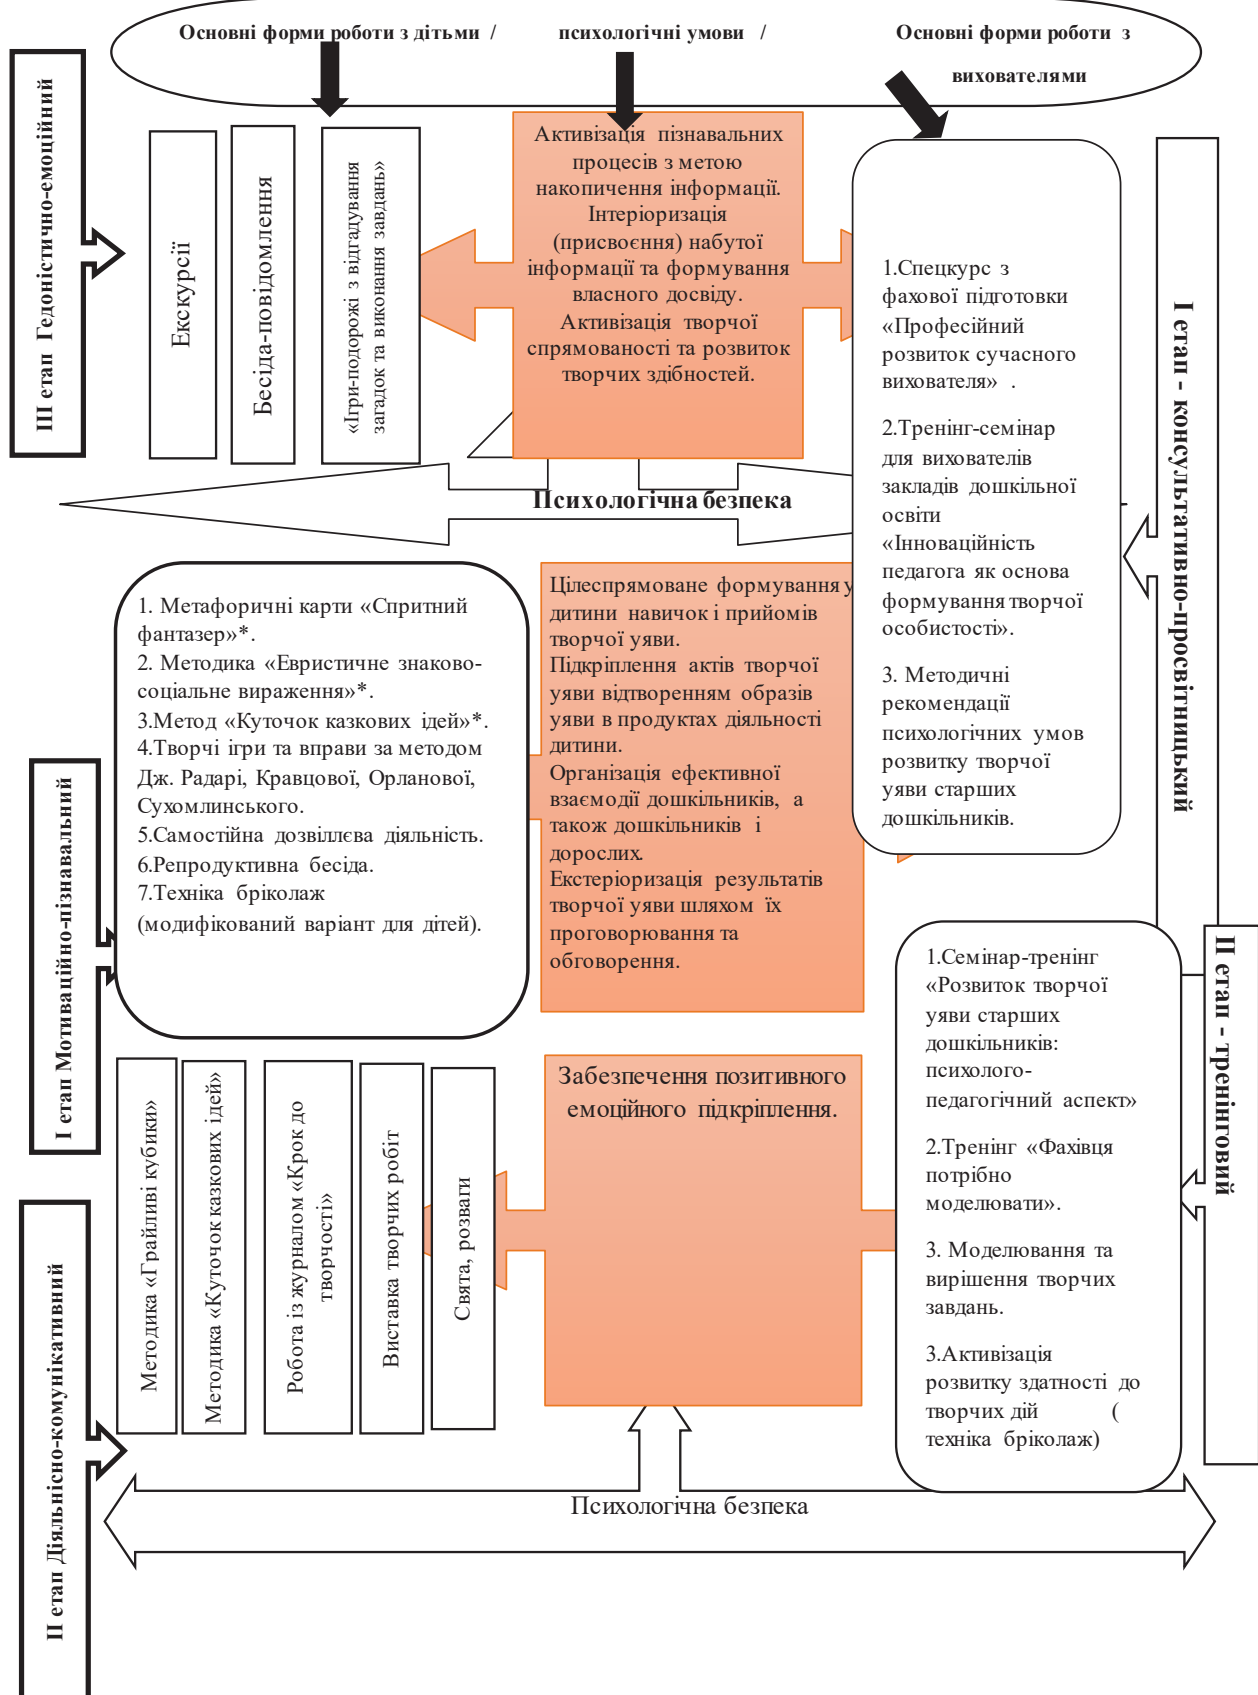 Основні форми роботи з дітьми / психологічні умови / Основні форми роботи з
вихователями
ІІІ етап Гедоністично-емоційний
Екскурсії
Бесіда-повідомлення
«Ігри-подорожі з відгадування
загадок та виконання завдань»
Активізація пізнавальних
процесів з метою
накопичення інформації.
Інтеріоризація
(присвоєння) набутої
інформації та формування
власного досвіду.
Активізація творчої
спрямованості та розвиток
творчих здібностей.
1.Спецкурс з
фахової підготовки
«Професійний
розвиток сучасного
вихователя» .
2.Тренінг-семінар
для вихователів
закладів дошкільної
освіти
«Інноваційність
педагога як основа
формування творчої
особистості».
3. Методичні
рекомендації
психологічних умов
розвитку творчої
уяви старших
дошкільників.
І етап - консультативно-просвітницький
Психологічна безпека
І етап Мотиваційно-пізнавальний
1. Метафоричні карти «Спритний
фантазер»*.
2. Методика «Евристичне знаково-
соціальне вираження»*.
3.Метод «Куточок казкових ідей»*.
4.Творчі ігри та вправи за методом
Дж. Радарі, Кравцової, Орланової,
Сухомлинського.
5.Самостійна дозвіллєва діяльність.
6.Репродуктивна бесіда.
7.Техніка бріколаж
(модифікований варіант для дітей).
Цілеспрямоване формування у
дитини навичок і прийомів
творчої уяви.
Підкріплення актів творчої
уяви відтворенням образів
уяви в продуктах діяльності
дитини.
Організація ефективної
взаємодії дошкільників, а
також дошкільників і
дорослих.
Екстеріоризація результатів
творчої уяви шляхом їх
проговорювання та
обговорення.
ІІ етап Діяльнісно-комунікативний
Методика «Грайливі кубики»
Методика «Куточок казкових ідей»
Робота із журналом «Крок до
творчості»
Виставка творчих робіт
Свята, розваги
Забезпечення позитивного
емоційного підкріплення.
1.Семінар-тренінг
«Розвиток творчої
уяви старших
дошкільників:
психолого-
педагогічний аспект»
2.Тренінг «Фахівця
потрібно
моделювати».
3. Моделювання та
вирішення творчих
завдань.
3.Активізація
розвитку здатності до
творчих дій (
техніка бріколаж)
ІІ етап - тренінговий
Психологічна безпека